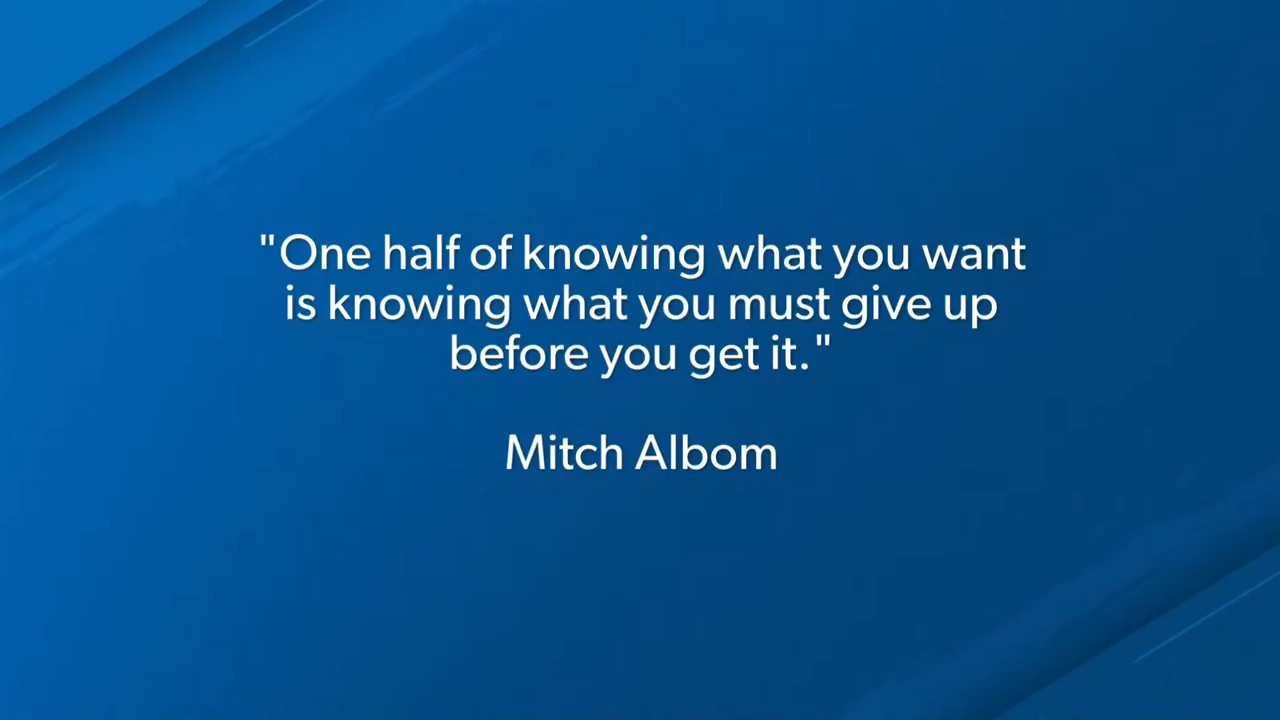 "One half of knowing what you want
is knowing what you must give up
before you get it."
Mitch Albom